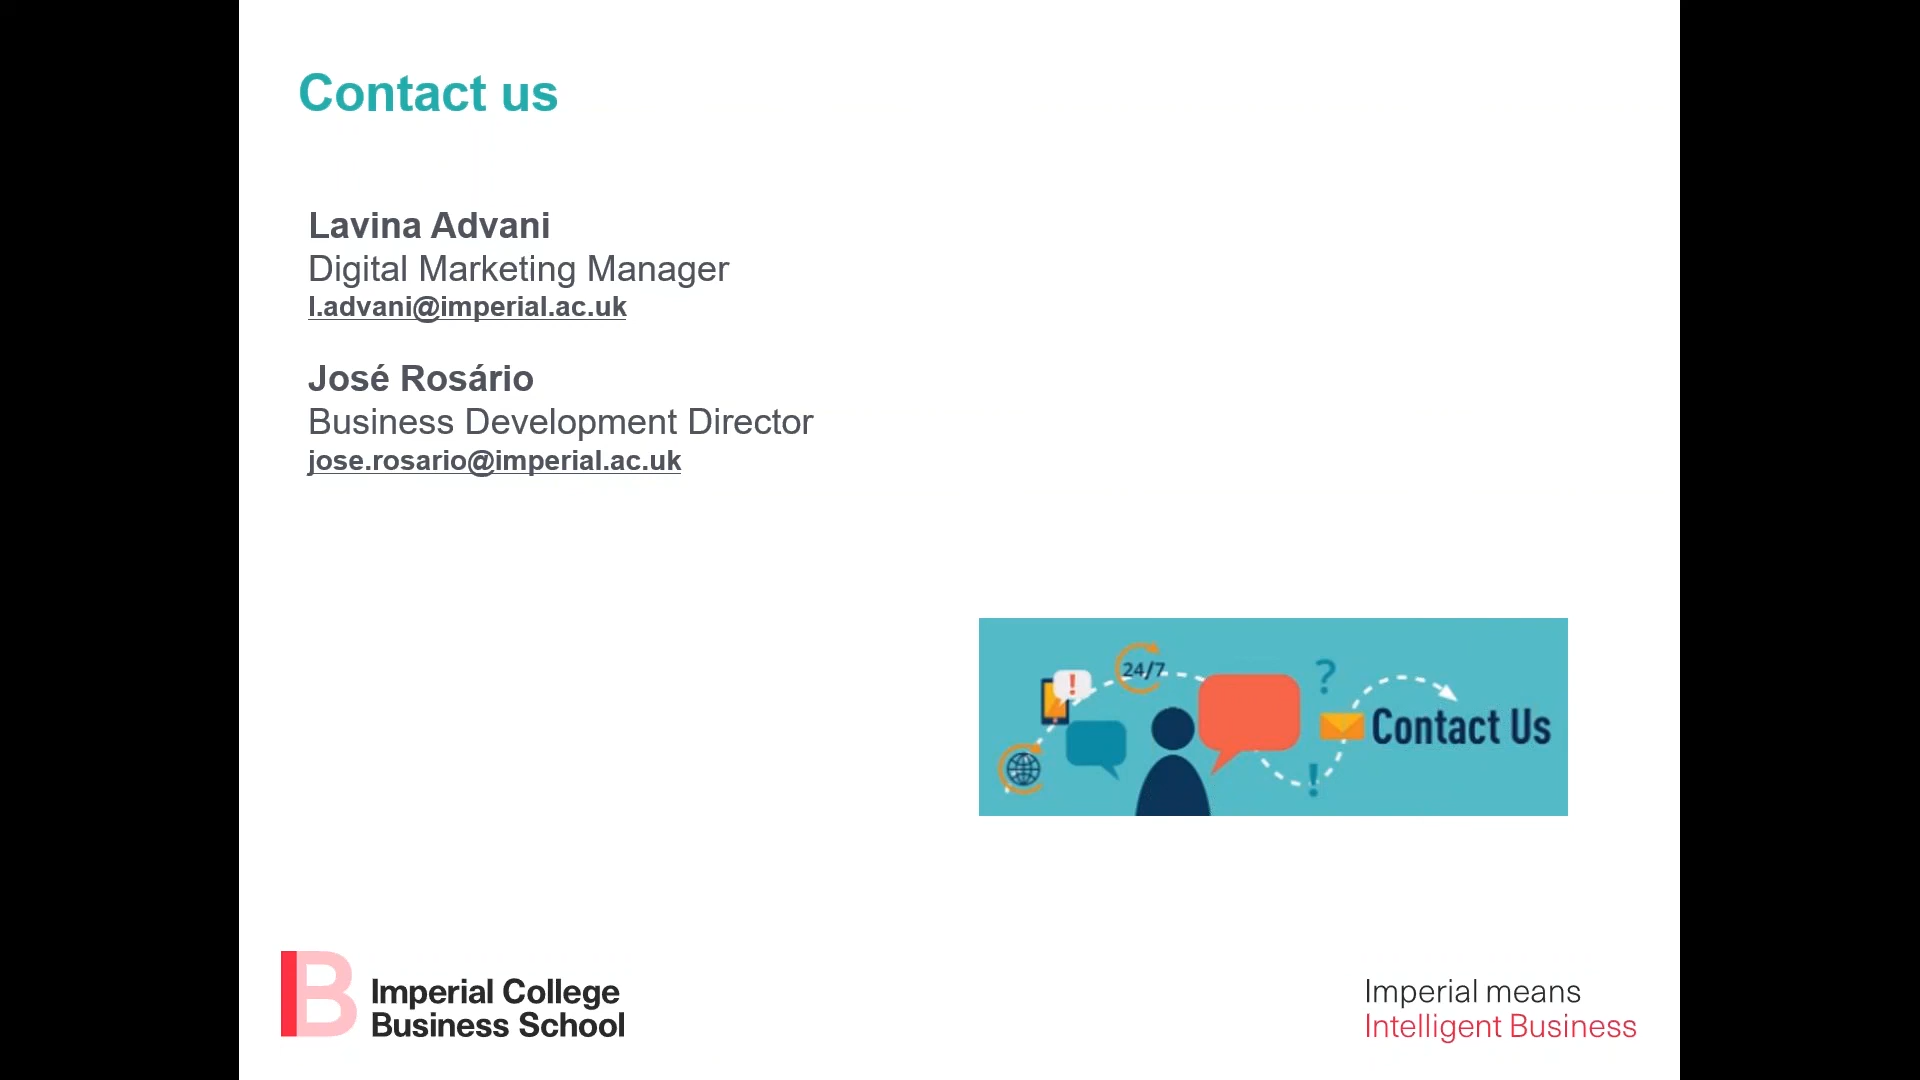 Contact us
Lavina Advani
Digital Marketing Manager
l.advani@imperial.ac.uk
José Rosário
Business Development Director
jose.rosario@imperial.ac.uk
24/7
!
?
!
Contact Us
B
Imperial College
Business School
Imperial means
Intelligent Business